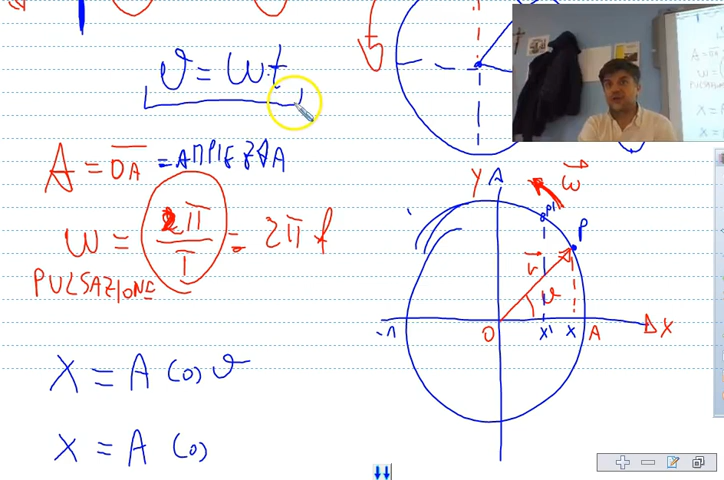 ϑ = ωt
A = OA = AMPIEZZA
ω = 2π/T = 2πf
PULSAZIONE
X = A cos ϑ
X = A cos
Y
A
ω
P'
P
r
ϑ
-A
O
X'
X
A
X